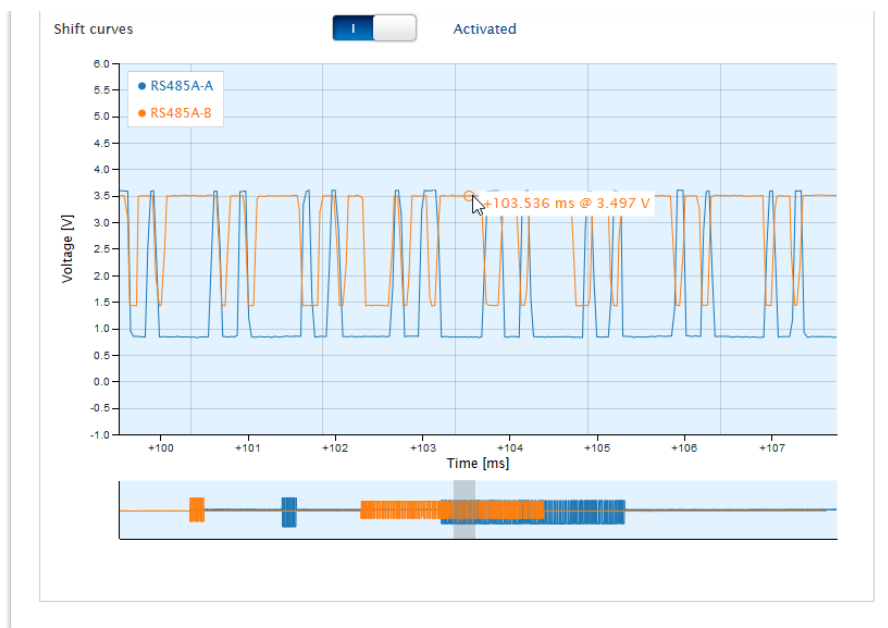 Shift curves I Activated
6.0
5.5
5.0
4.5
4.0
3.5
3.0
2.5
2.0
1.5
1.0
0.5
0.0
-0.5
-1.0
Voltage [V]
RS485A-A
RS485A-B
+103.536 ms @ 3.497 V
+100 +101 +102 +103 +104 +105 +106 +107
Time [ms]